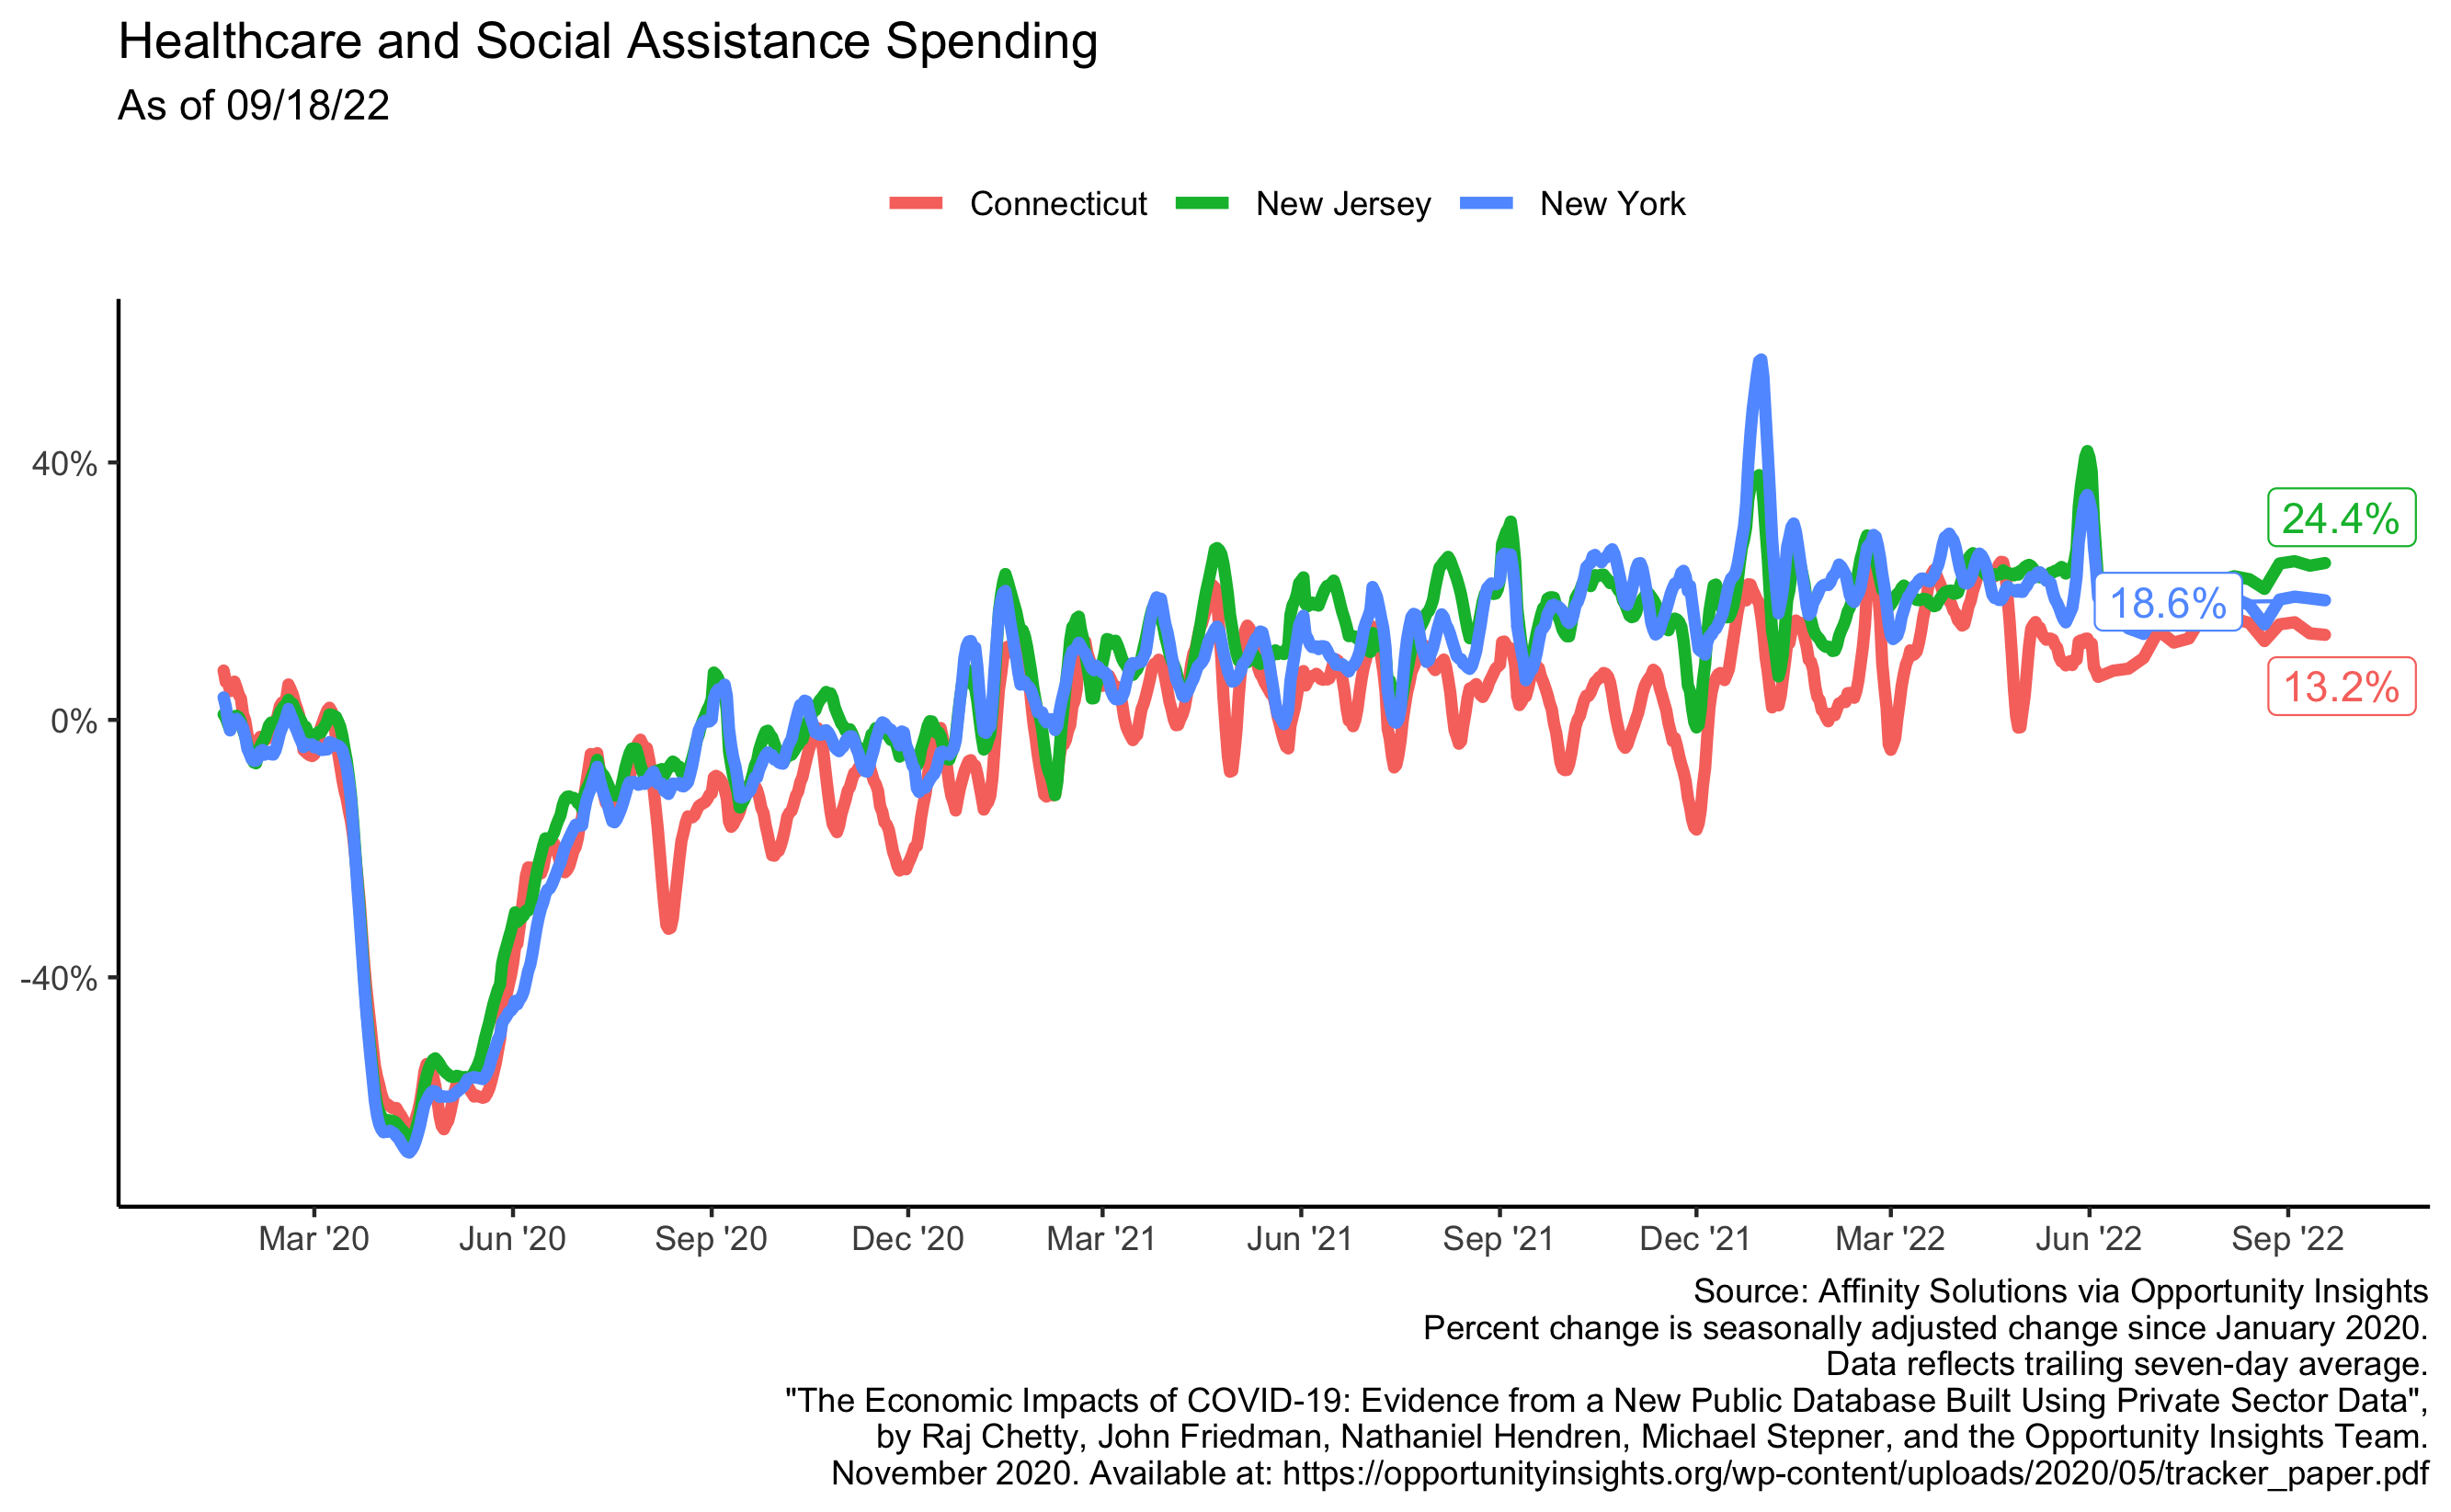 Healthcare and Social Assistance Spending
As of 09/18/22
Connecticut
New Jersey
New York
40%
0%
-40%
24.4%
18.6%
13.2%
Mar '20
Jun '20
Sep '20
Dec '20
Mar '21
Jun '21
Sep '21
Dec '21
Mar '22
Jun '22
Sep '22
Source: Affinity Solutions via Opportunity Insights
Percent change is seasonally adjusted change since January 2020.
Data reflects trailing seven-day average.
"The Economic Impacts of COVID-19: Evidence from a New Public Database Built Using Private Sector Data",
by Raj Chetty, John Friedman, Nathaniel Hendren, Michael Stepner, and the Opportunity Insights Team.
November 2020. Available at: https://opportunityinsights.org/wp-content/uploads/2020/05/tracker_paper.pdf